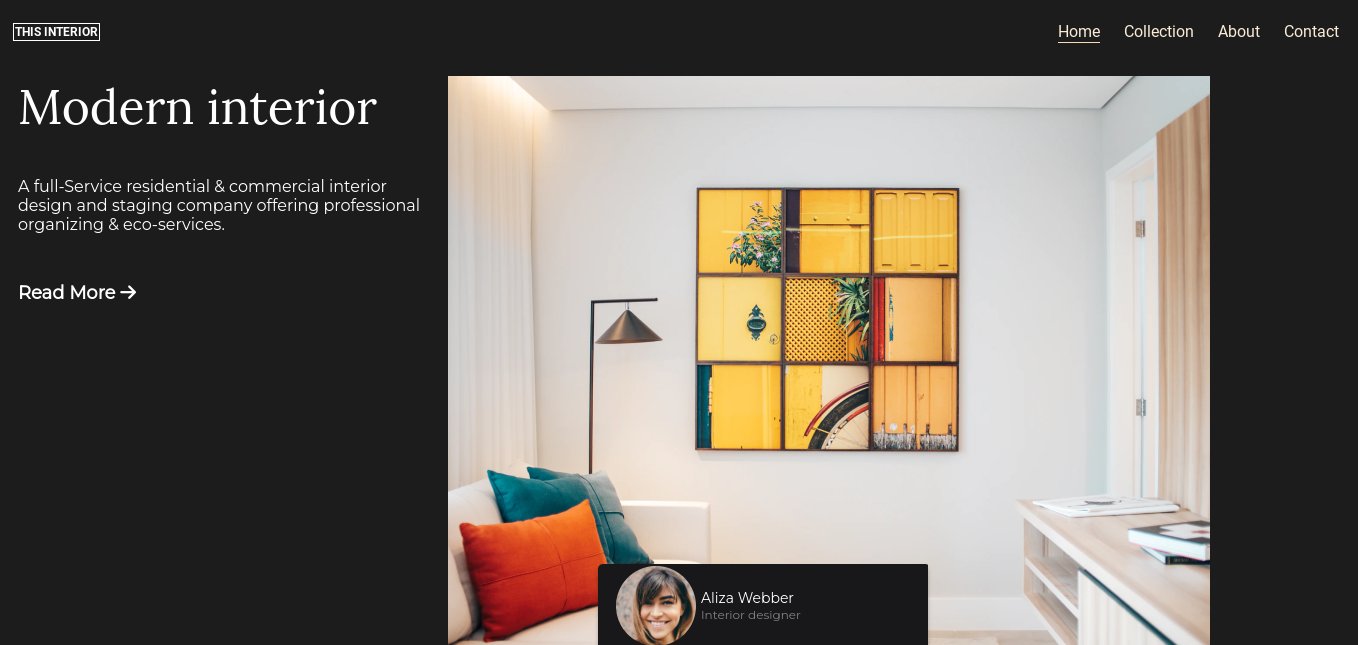 THIS INTERIOR
Home Collection About Contact
Modern interior
A full-Service residential & commercial interior
design and staging company offering professional
organizing & eco-services.
Read More →
Aliza Webber
Interior designer